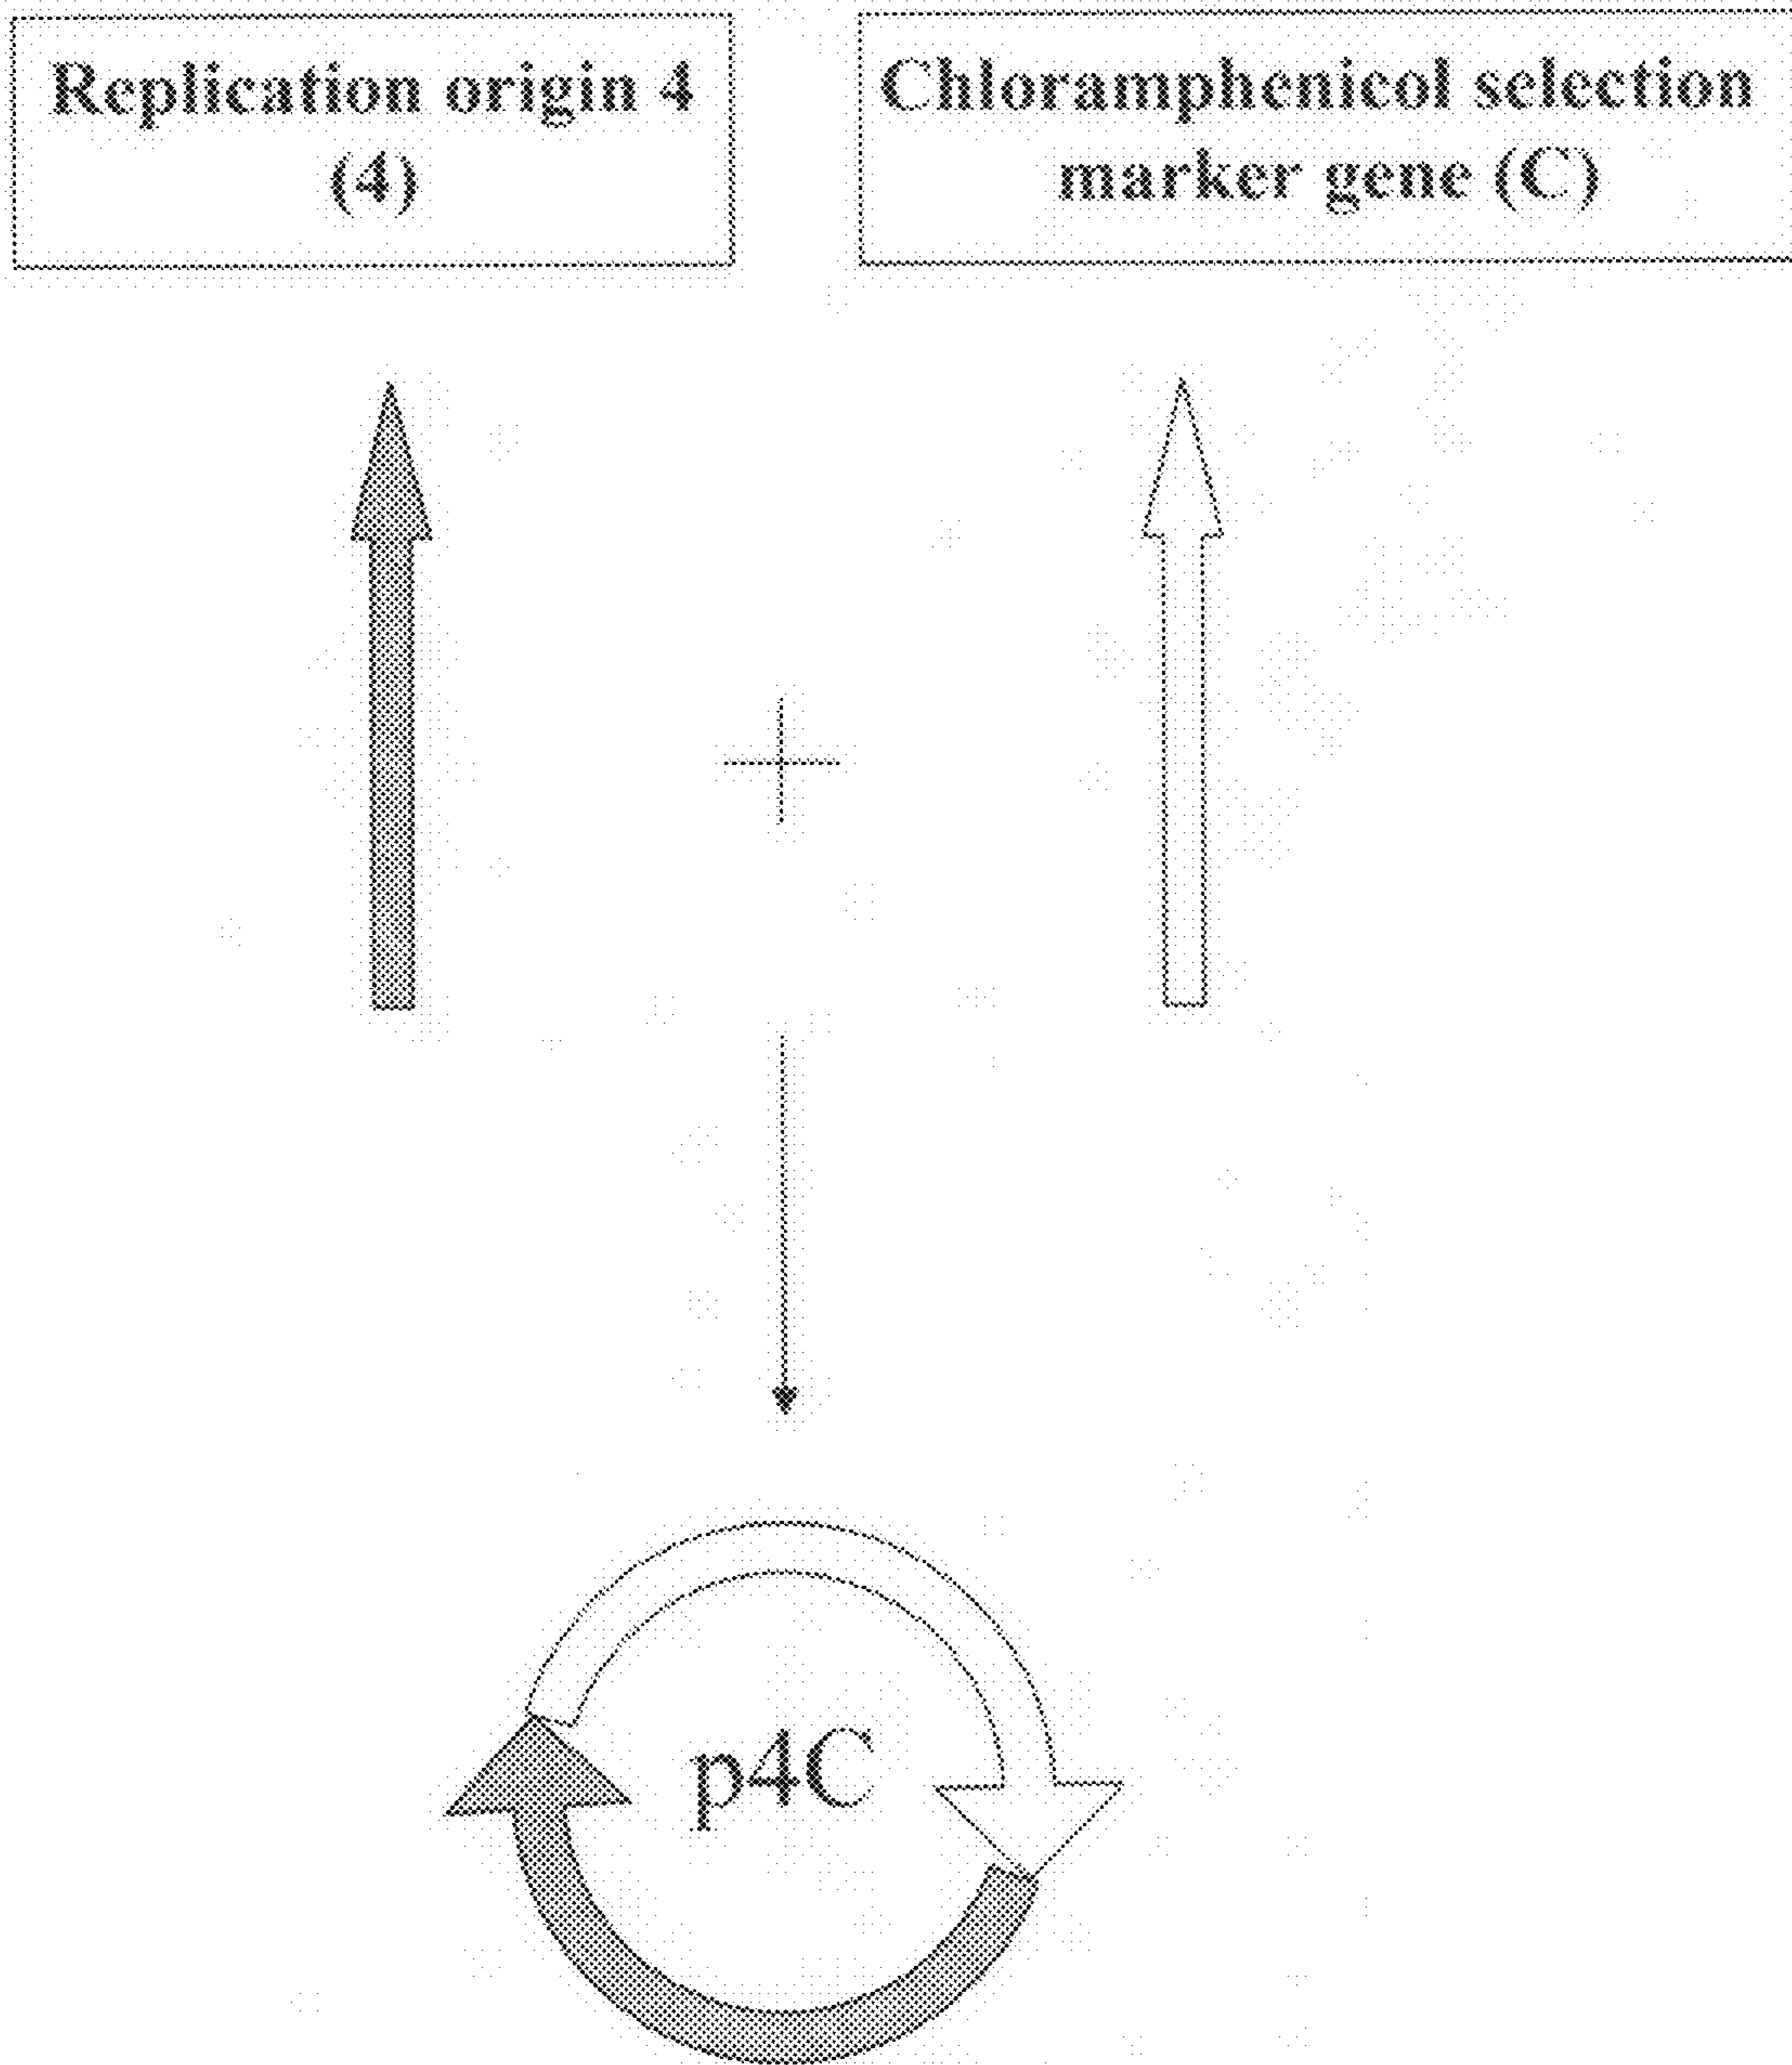 Replication origin 4
(4)
Chloramphenicol selection
marker gene (C)
+
p4C